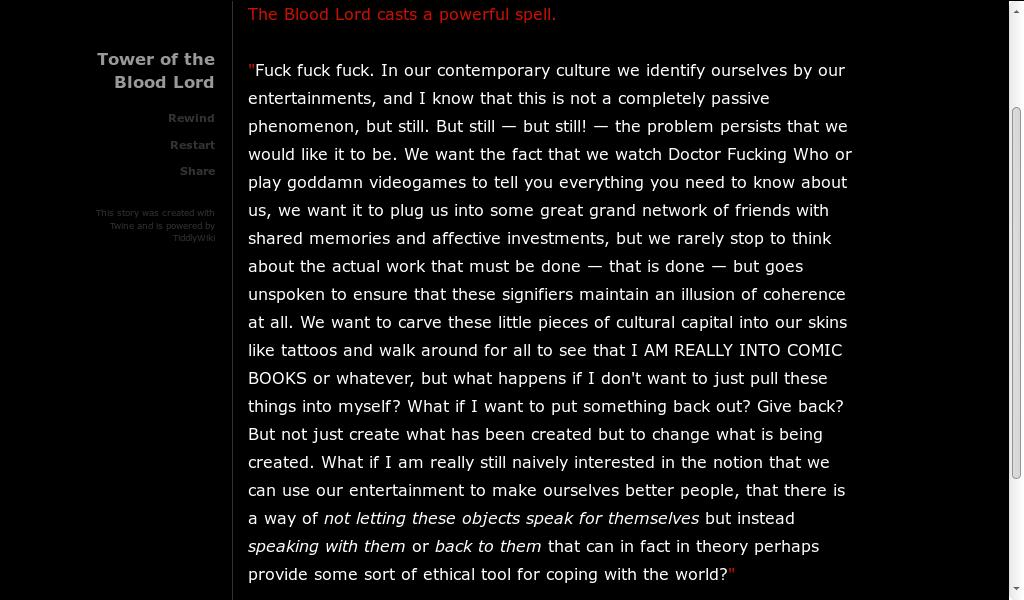 The Blood Lord casts a powerful spell.
Tower of the
Blood Lord
Rewind
Restart
Share
This story was created with
Twine and is powered by
TiddlyWiki
"Fuck fuck fuck. In our contemporary culture we identify ourselves by our
entertainments, and I know that this is not a completely passive
phenomenon, but still. But still — but still! — the problem persists that we
would like it to be. We want the fact that we watch Doctor Fucking Who or
play goddamn videogames to tell you everything you need to know about
us, we want it to plug us into some great grand network of friends with
shared memories and affective investments, but we rarely stop to think
about the actual work that must be done — that is done — but goes
unspoken to ensure that these signifiers maintain an illusion of coherence
at all. We want to carve these little pieces of cultural capital into our skins
like tattoos and walk around for all to see that I AM REALLY INTO COMIC
BOOKS or whatever, but what happens if I don't want to just pull these
things into myself? What if I want to put something back out? Give back?
But not just create what has been created but to change what is being
created. What if I am really still naively interested in the notion that we
can use our entertainment to make ourselves better people, that there is
a way of not letting these objects speak for themselves but instead
speaking with them or back to them that can in fact in theory perhaps
provide some sort of ethical tool for coping with the world?"